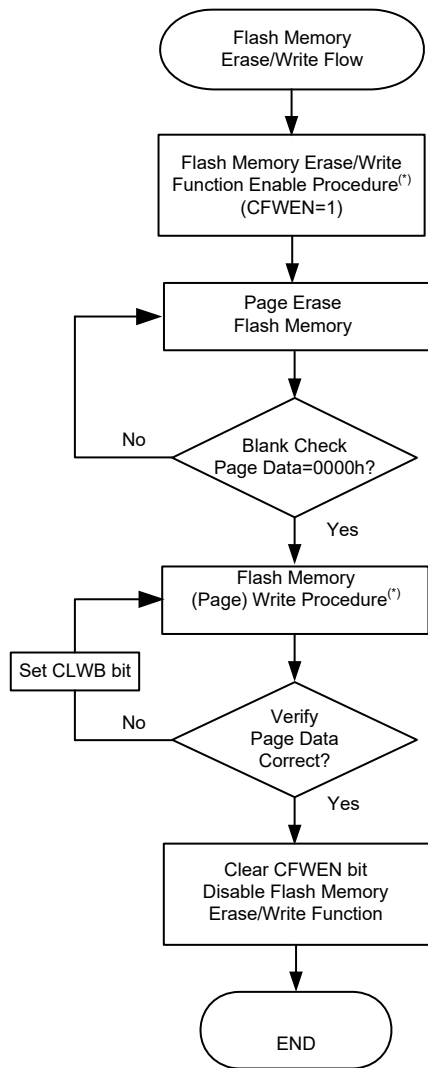 Flash Memory
Erase/Write Flow
Flash Memory Erase/Write
Function Enable Procedure(*)
(CFWEN=1)
Page Erase
Flash Memory
No
Blank Check
Page Data=0000h?
Yes
Flash Memory
(Page) Write Procedure(*)
Set CLWB bit
No
Verify
Page Data
Correct?
Yes
Clear CFWEN bit
Disable Flash Memory
Erase/Write Function
END